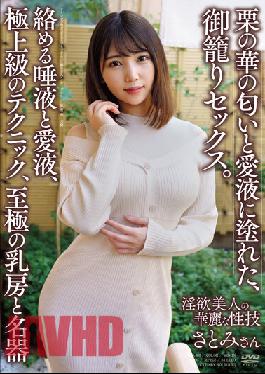 栗の華の匂いと愛液に塗れた、
御籠りセックス。
絡める唾液と愛液、
極上級のテクニック、至極の乳房と名器
淫欲美人の
華麗な性技
さとみさん
DVD
VHD